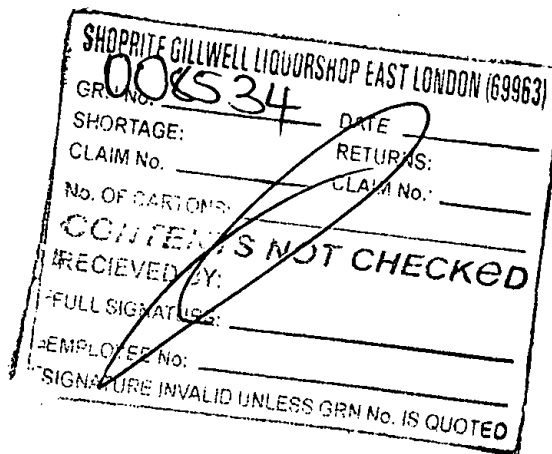 SHOPRITE GILLWELL LIQUORSHOP EAST LONDON (69963)
GRN No. 008534 DATE
SHORTAGE: RETURNS:
CLAIM No. CLAIM No.:
No. OF CARTONS:
CONTENTS NOT CHECKeD
RECIEVED BY:
FULL SIGNATURE:
EMPLOYEE No:
SIGNATURE INVALID UNLESS GRN No. IS QUOTED